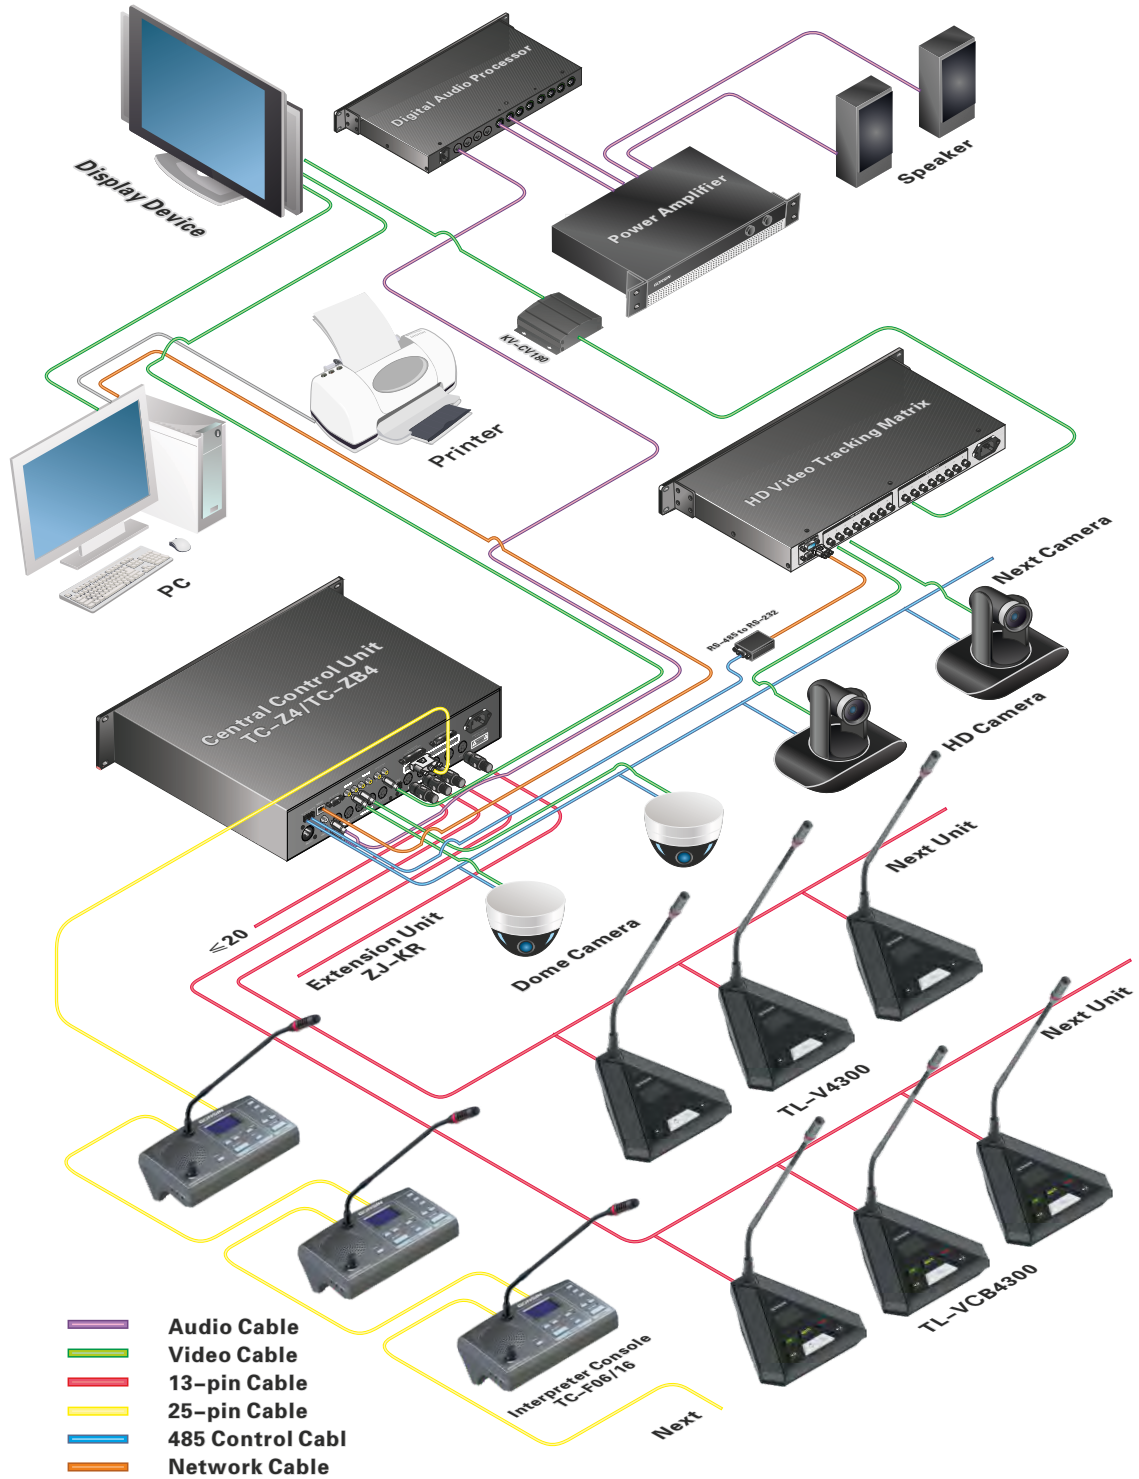 Digital Audio Processor
Display Device
Speaker
Power Amplifier
KV-CV180
Printer
HD Video Tracking Matrix
PC
Next Camera
RS-485 to RS-232
Central Control Unit
TC-Z4/TC-ZB4
HD Camera
Next Unit
≤20
Extension Unit
ZJ-KR
Dome Camera
Next Unit
TL-V4300
TL-VCB4300
Interpreter Console
TC-F06/16
Next
Audio Cable
Video Cable
13-pin Cable
25-pin Cable
485 Control Cabl
Network Cable